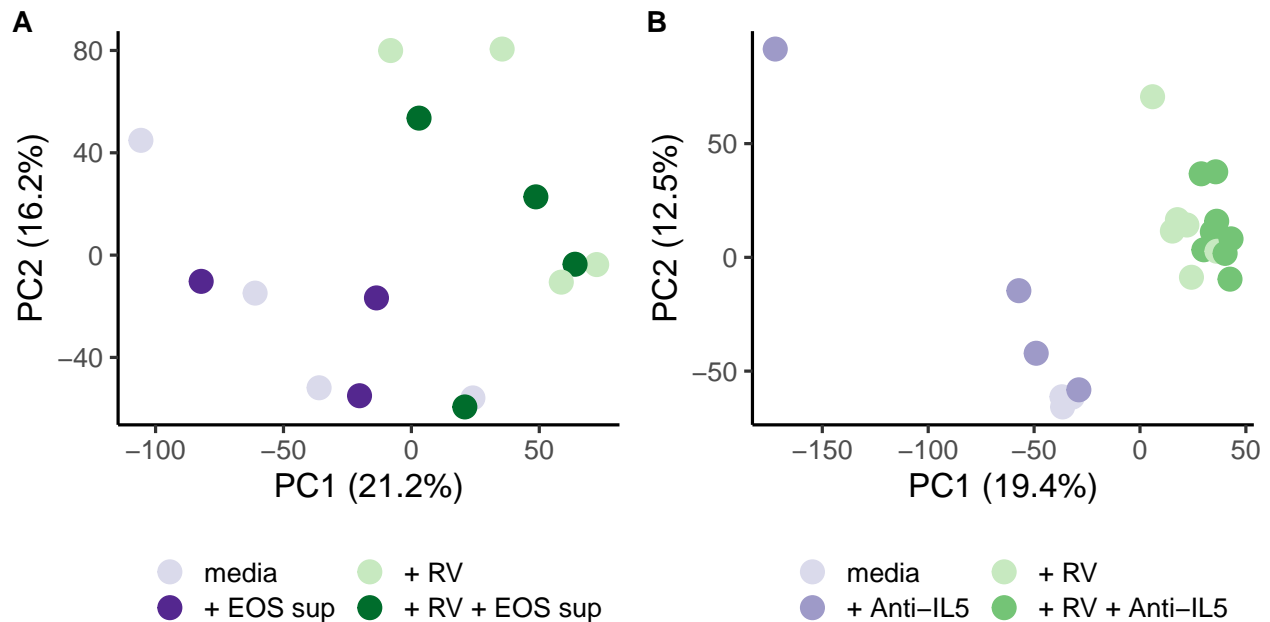 A
80
40
0
−40
PC2 (16.2%)
−100 −50 0 50
PC1 (21.2%)
media + RV
+ EOS sup + RV + EOS sup
B
50
0
−50
PC2 (12.5%)
−150 −100 −50 0 50
PC1 (19.4%)
media + RV
+ Anti−IL5 + RV + Anti−IL5